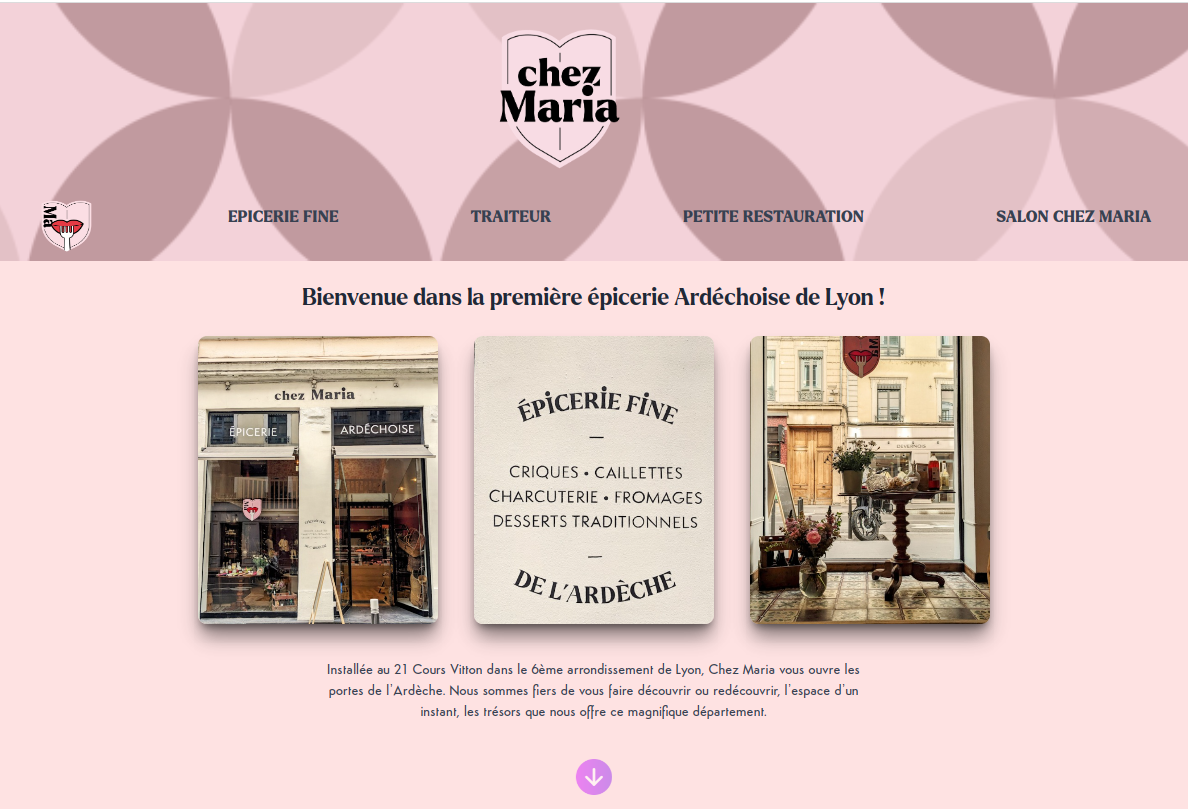 chez
Maria
Ma
EPICERIE FINE
TRAITEUR
PETITE RESTAURATION
SALON CHEZ MARIA
Bienvenue dans la première épicerie Ardéchoise de Lyon !
chez Maria
ÉPICERIE
ARDÉCHOISE
ÉPICERIE FINE
—
CRIQUES • CAILLETTES
CHARCUTERIE • FROMAGES
DESSERTS TRADITIONNELS
—
DE L'ARDÈCHE
Installée au 21 Cours Vitton dans le 6ème arrondissement de Lyon, Chez Maria vous ouvre les
portes de l'Ardèche. Nous sommes fiers de vous faire découvrir ou redécouvrir, l'espace d'un
instant, les trésors que nous offre ce magnifique département.